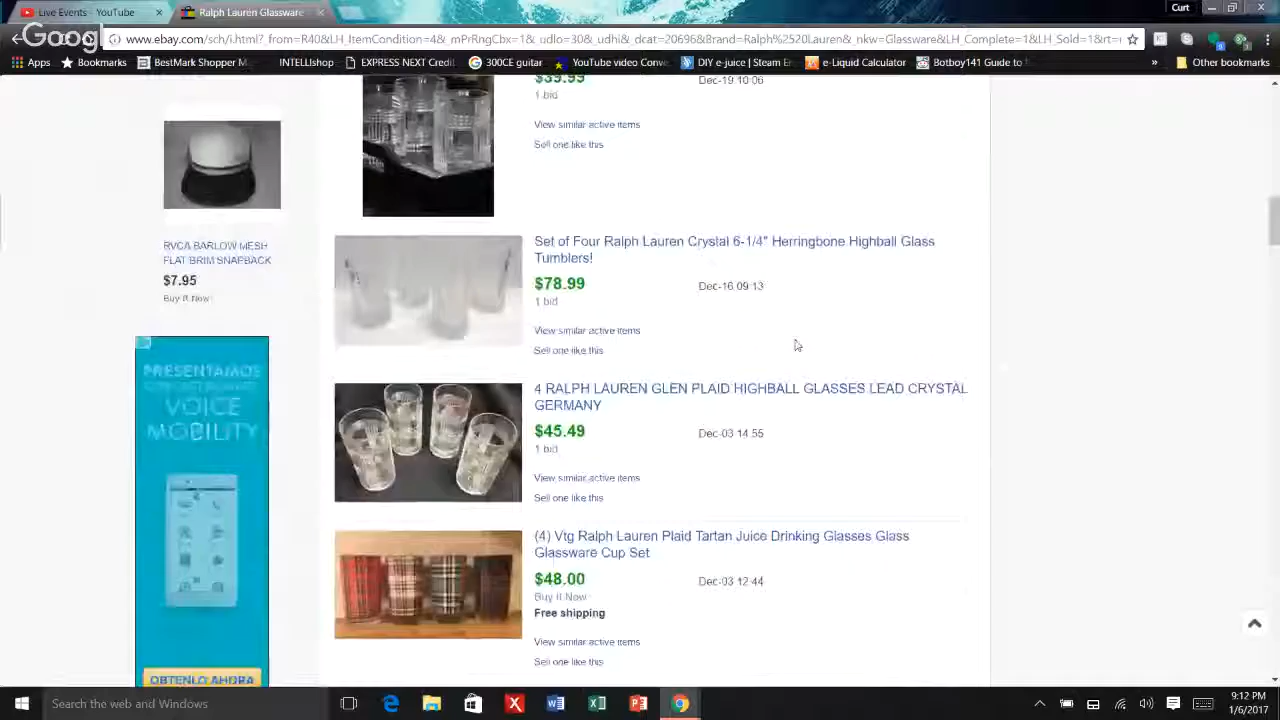 Live Events - YouTube
Ralph Lauren Glassware
Curt
Goog
www.ebay.com/sch/i.html?_from=R40&LH_ItemCondition=4&_mPrRngCbx=1&_udlo=30&_udhi&_dcat=20696&Brand=Ralph%2520Lauren&_nkw=Glassware&LH_Complete=1&LH_Sold=1&rt=
Apps
Bookmarks
BestMark Shopper M
INTELLIshop
EXPRESS NEXT Credit
300CE guitar
YouTube video Conve
DIY e-juice | Steam En
e-Liquid Calculator
Botboy141 Guide to
»
Other bookmarks
$39.99
Dec-19 10:06
1 bid
View similar active items
Sell one like this
RVCA BARLOW MESH
FLAT BRIM SNAPBACK
$7.95
Buy It Now
Set of Four Ralph Lauren Crystal 6-1/4" Herringbone Highball Glass
Tumblers!
$78.99
Dec-16 09:13
1 bid
View similar active items
Sell one like this
PRESENTAMOS
VOICE
MOBILITY
OBTENLO AHORA
4 RALPH LAUREN GLEN PLAID HIGHBALL GLASSES LEAD CRYSTAL
GERMANY
$45.49
Dec-03 14:55
1 bid
View similar active items
Sell one like this
(4) Vtg Ralph Lauren Plaid Tartan Juice Drinking Glasses Glass
Glassware Cup Set
$48.00
Dec-03 12:44
Buy It Now
Free shipping
View similar active items
Sell one like this
Search the web and Windows
9:12 PM
1/6/2017